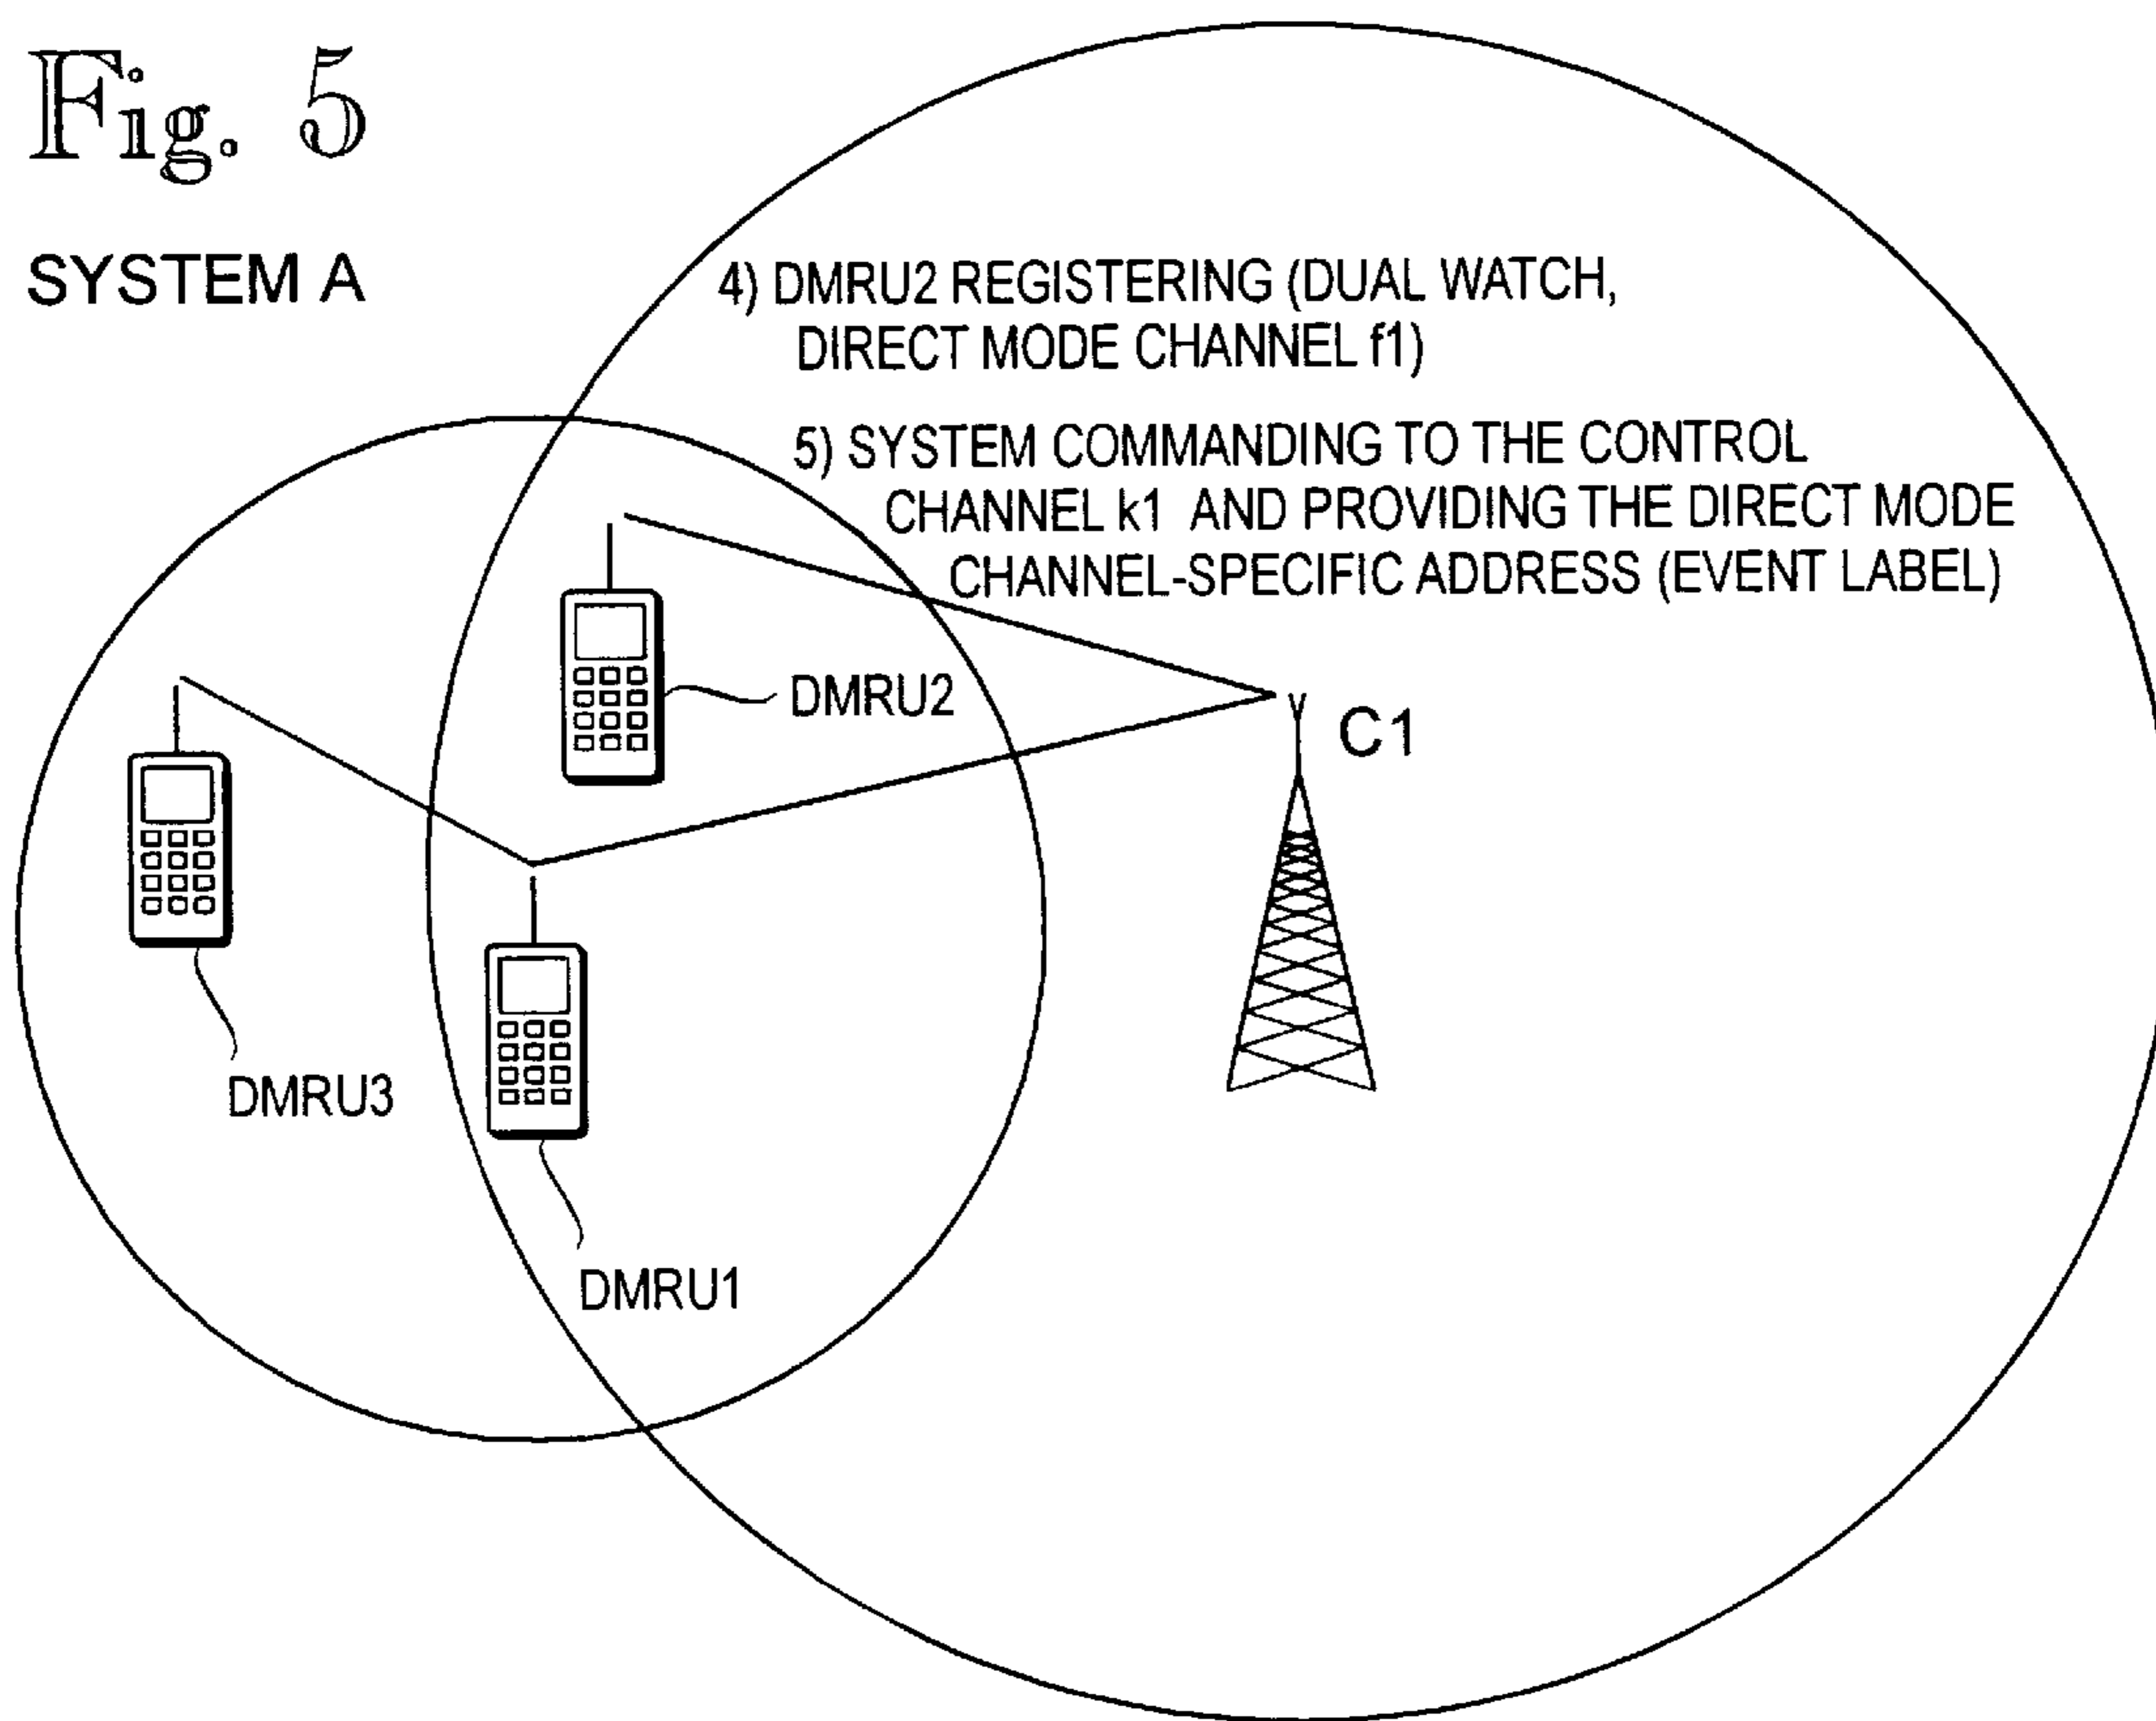 Fig. 5
SYSTEM A
4) DMRU2 REGISTERING (DUAL WATCH,
DIRECT MODE CHANNEL f1)
5) SYSTEM COMMANDING TO THE CONTROL
CHANNEL k1 AND PROVIDING THE DIRECT MODE
CHANNEL-SPECIFIC ADDRESS (EVENT LABEL)
DMRU2
C1
DMRU3
DMRU1